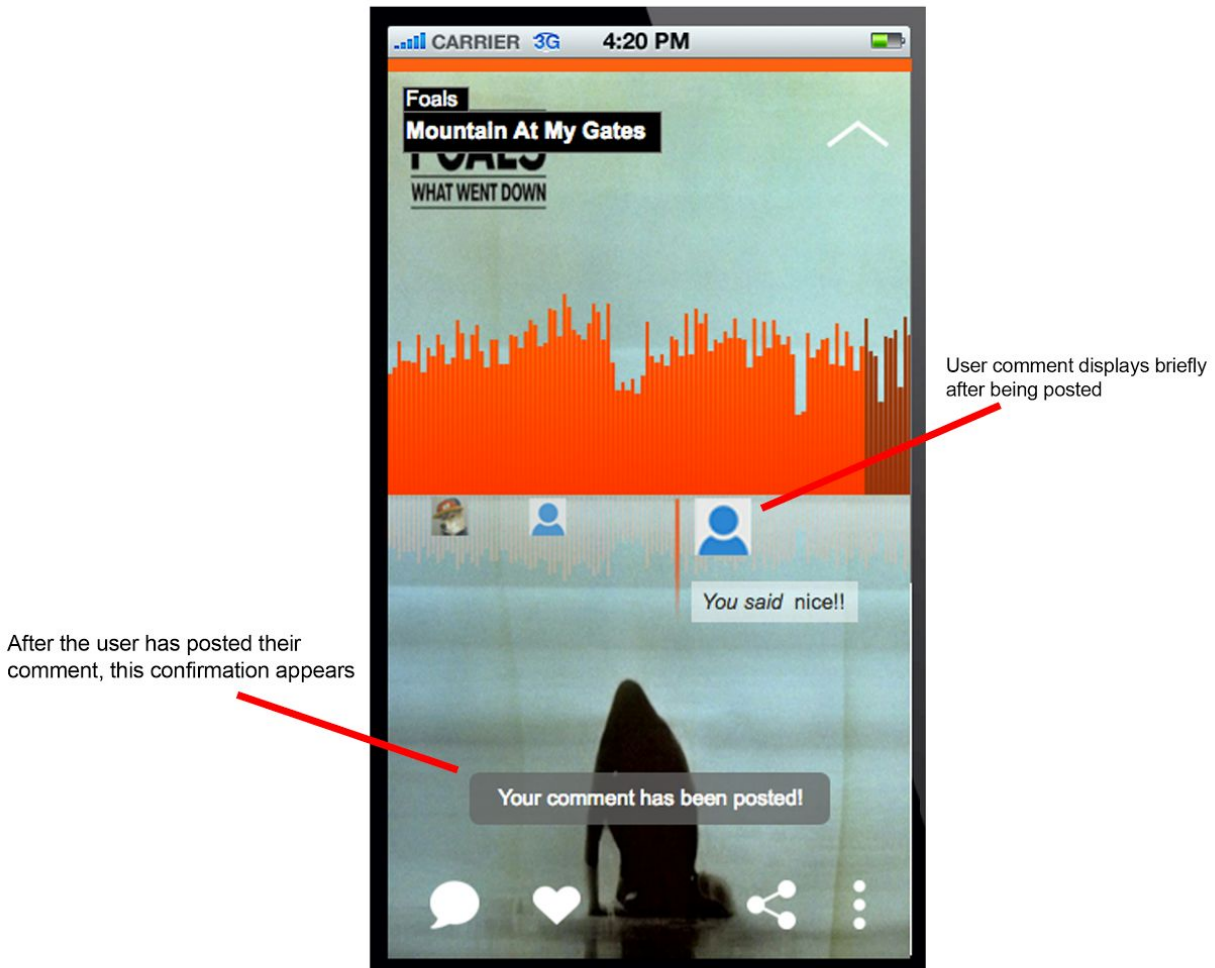 CARRIER 3G 4:20 PM
Foals
Mountain At My Gates
FOALS
WHAT WENT DOWN
User comment displays briefly
after being posted
You said nice!!
After the user has posted their
comment, this confirmation appears
Your comment has been posted!